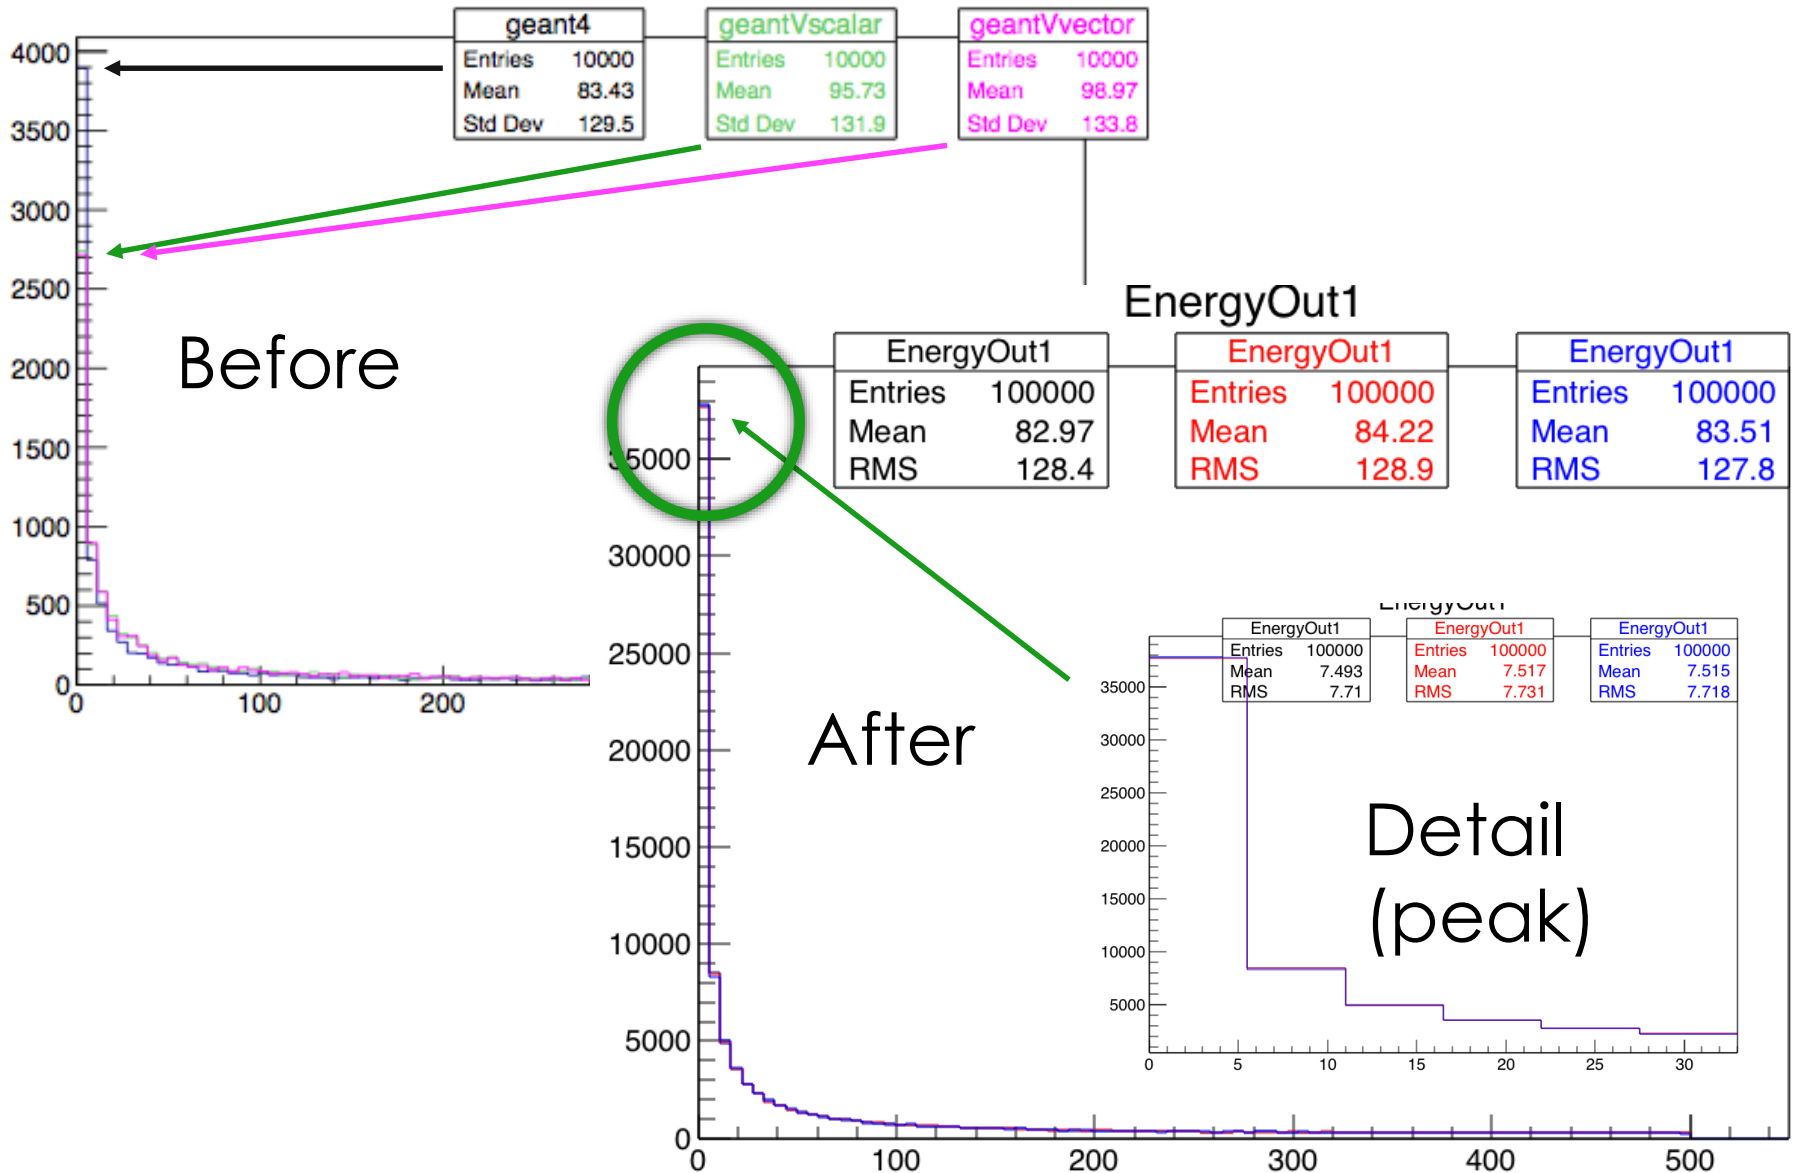 geant4
Entries 10000
Mean 83.43
Std Dev 129.5
geantVscalar
Entries 10000
Mean 95.73
Std Dev 131.9
geantVvector
Entries 10000
Mean 98.97
Std Dev 133.8
4000
3500
3000
2500
2000
1500
1000
500
0
0 100 200
Before
EnergyOut1
EnergyOut1
Entries 100000
Mean 82.97
RMS 128.4
EnergyOut1
Entries 100000
Mean 84.22
RMS 128.9
EnergyOut1
Entries 100000
Mean 83.51
RMS 127.8
35000
30000
25000
20000
15000
10000
5000
0
0 100 200 300 400 500
After
EnergyOut1
EnergyOut1
Entries 100000
Mean 7.493
RMS 7.71
EnergyOut1
Entries 100000
Mean 7.517
RMS 7.731
EnergyOut1
Entries 100000
Mean 7.515
RMS 7.718
35000
30000
25000
20000
15000
10000
5000
0 5 10 15 20 25 30
Detail
(peak)